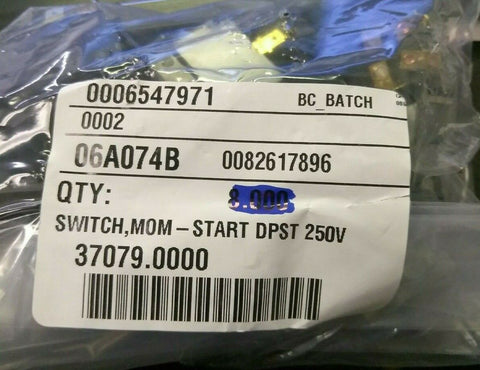 0006547971 BC_BATCH
0002
06A074B 0082617896
QTY: 8.000
SWITCH,MOM-START DPST 250V
37079.0000